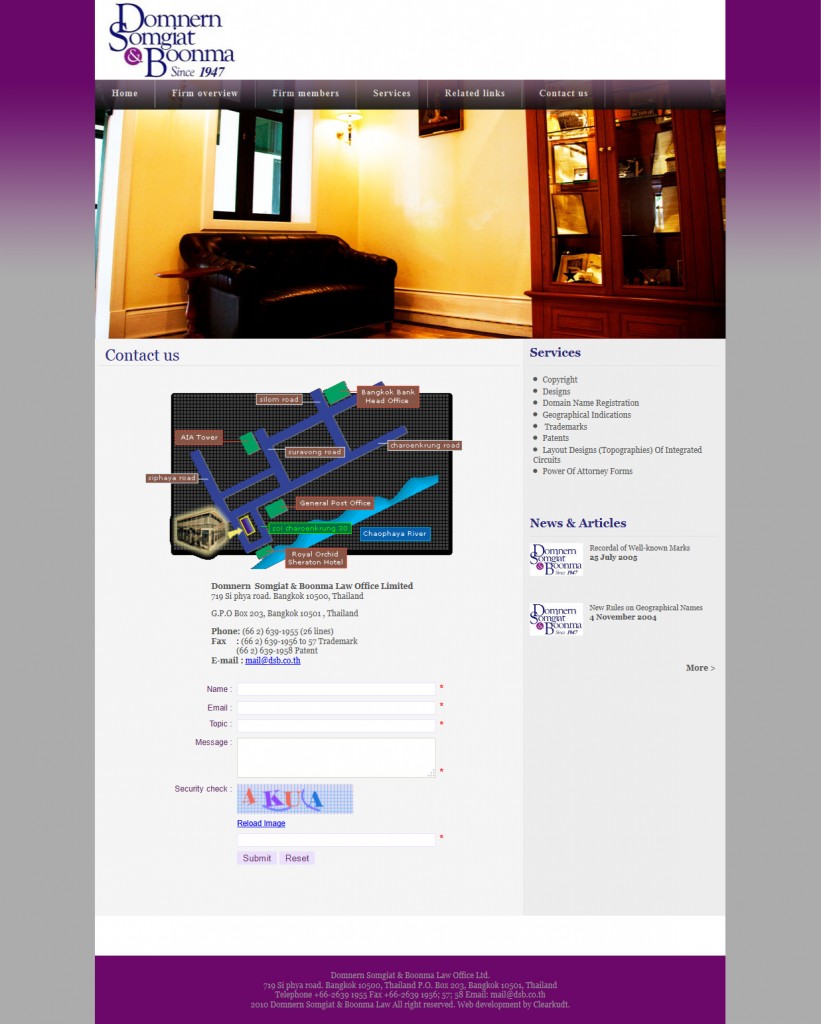 Domnern
Somgiat
& Boonma
Since 1947
Home Firm overview Firm members Services Related links Contact us
Contact us
silom road
Bangkok Bank
Head Office
AIA Tower
suravong road
charoenkrung road
siphaya road
General Post Office
soi charoenkrung 30
Chaophaya River
Royal Orchid
Sheraton Hotel
Domnern Somgiat & Boonma Law Office Limited
719 Si phya road. Bangkok 10500, Thailand
G.P.O Box 203, Bangkok 10501 , Thailand
Phone: (66 2) 639-1955 (26 lines)
Fax : (66 2) 639-1956 to 57 Trademark
(66 2) 639-1958 Patent
E-mail : mail@dsb.co.th
Name : *
Email : *
Topic : *
Message : *
Security check : AKUA
Reload Image
*
Submit Reset
Services
Copyright
Designs
Domain Name Registration
Geographical Indications
Trademarks
Patents
Layout Designs (Topographies) Of Integrated
Circuits
Power Of Attorney Forms
News & Articles
Domnern
Somgiat
& Boonma
Since 1947
Recordal of Well-known Marks
25 July 2005
Domnern
Somgiat
& Boonma
Since 1947
New Rules on Geographical Names
4 November 2004
More >
Domnern Somgiat & Boonma Law Office Ltd.
719 Si phya road. Bangkok 10500, Thailand P.O. Box 203, Bangkok 10501, Thailand
Telephone +66-2639 1955 Fax +66-2639 1956; 57; 58 Email: mail@dsb.co.th
2010 Domnern Somgiat & Boonma Law All right reserved. Web development by Clearkudt.